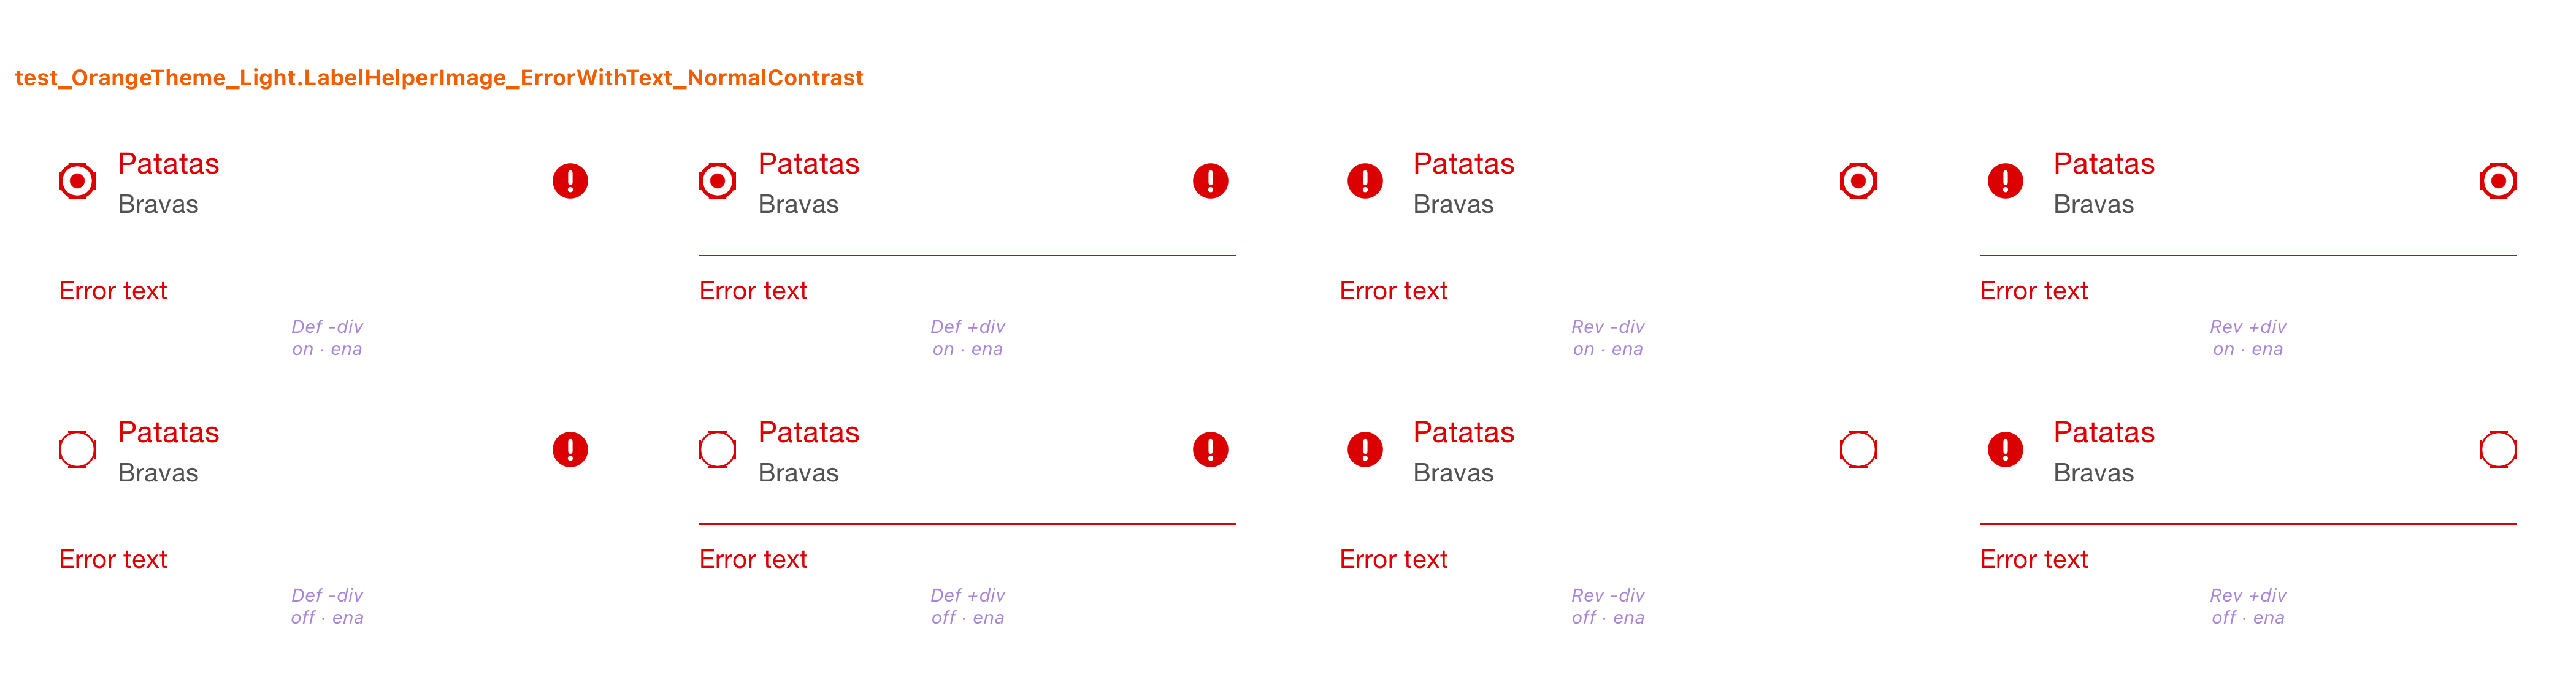 test_OrangeTheme_Light.LabelHelperImage_ErrorWithText_NormalContrast
Patatas
Bravas
Error text
Def -div
on · ena
Patatas
Bravas
Error text
Def +div
on · ena
Patatas
Bravas
Error text
Rev -div
on · ena
Patatas
Bravas
Error text
Rev +div
on · ena
Patatas
Bravas
Error text
Def -div
off · ena
Patatas
Bravas
Error text
Def +div
off · ena
Patatas
Bravas
Error text
Rev -div
off · ena
Patatas
Bravas
Error text
Rev +div
off · ena